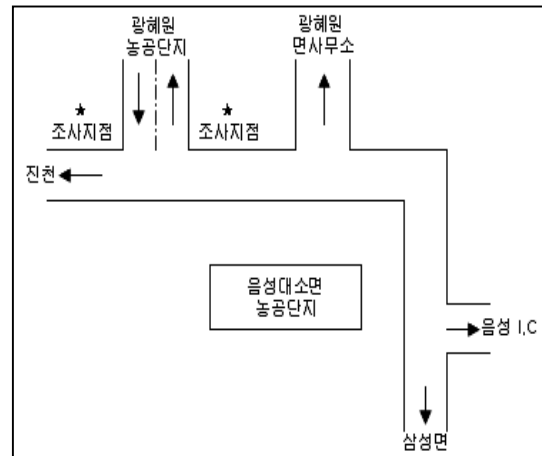 광혜원
농공단지
광혜원
면사무소
★
조사지점
★
조사지점
진천
음성대소면
농공단지
음성 I,C
삼성면